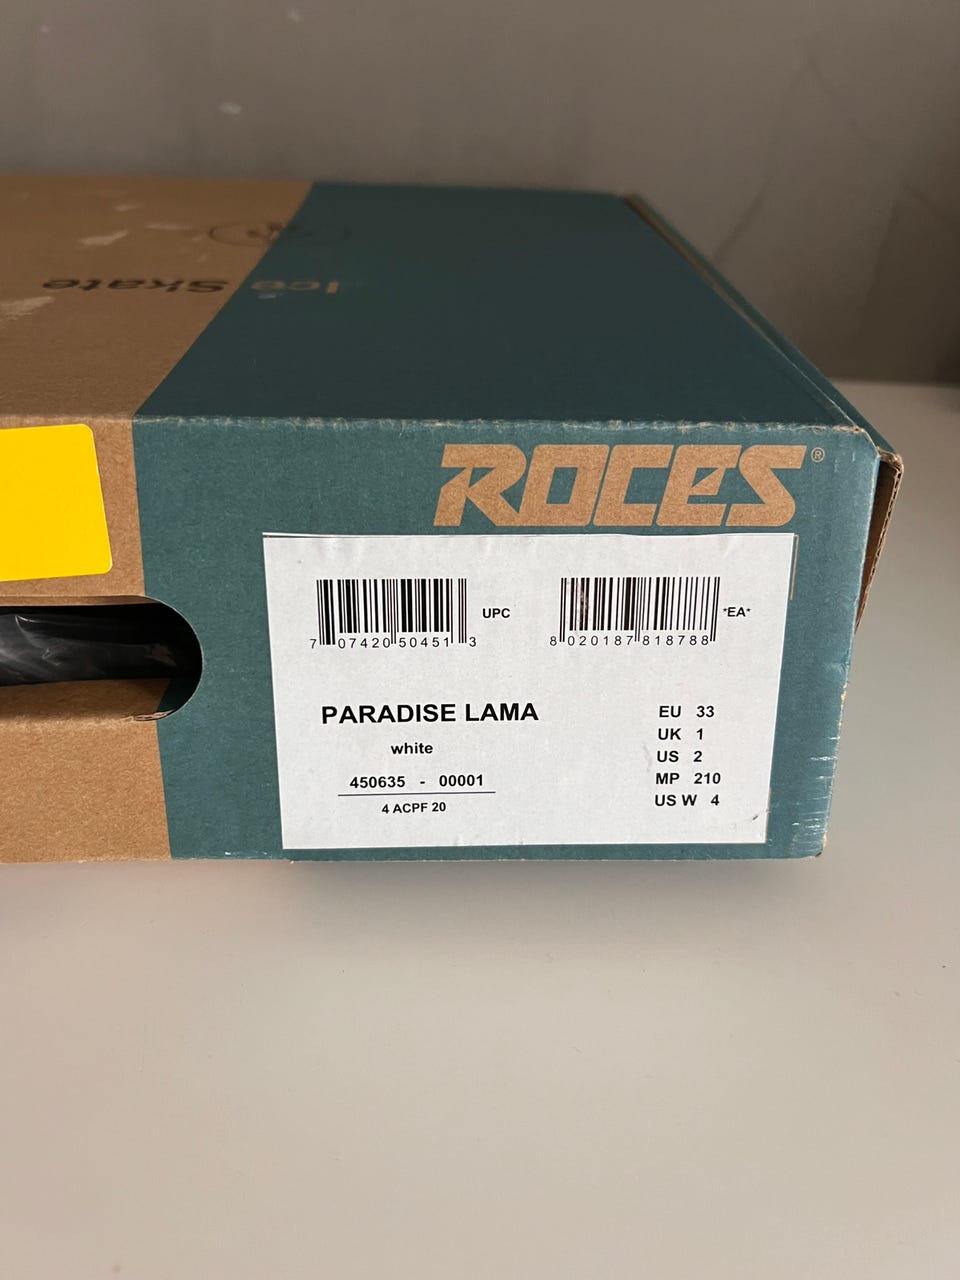 Ice Skate
ROCES®
7 07420 50451 3 UPC
8 020187 818788 *EA*
PARADISE LAMA
white
450635 - 00001
4 ACPF 20
EU 33
UK 1
US 2
MP 210
US W 4